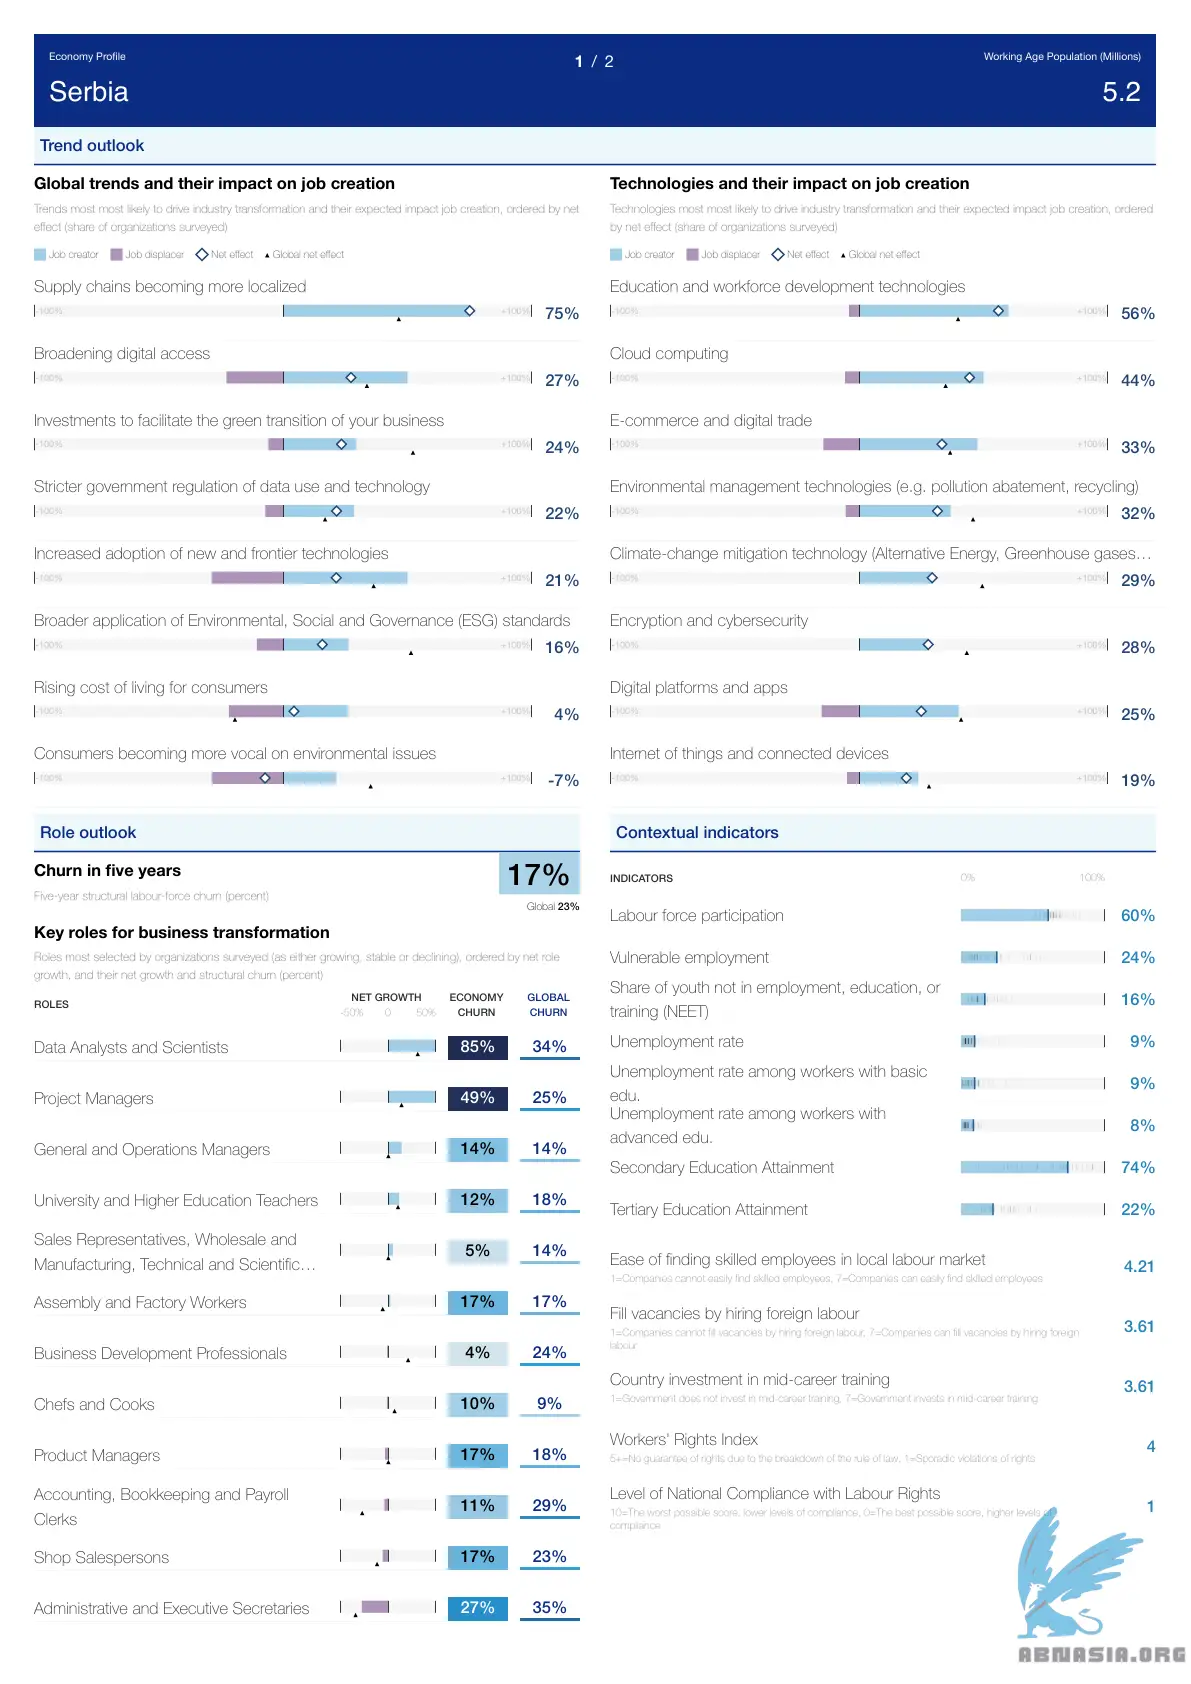 Economy Profile
1 / 2
Working Age Population (Millions)
Serbia
5.2
Trend outlook
Global trends and their impact on job creation
Trends most most likely to drive industry transformation and their expected impact job creation, ordered by net
effect (share of organizations surveyed)
Job creator Job displacer Net effect Global net effect
Supply chains becoming more localized
-100% +100% 75%
Broadening digital access
-100% +100% 27%
Investments to facilitate the green transition of your business
-100% +100% 24%
Stricter government regulation of data use and technology
-100% +100% 22%
Increased adoption of new and frontier technologies
-100% +100% 21%
Broader application of Environmental, Social and Governance (ESG) standards
-100% +100% 16%
Rising cost of living for consumers
-100% +100% 4%
Consumers becoming more vocal on environmental issues
-100% +100% -7%
Technologies and their impact on job creation
Technologies most most likely to drive industry transformation and their expected impact job creation, ordered
by net effect (share of organizations surveyed)
Job creator Job displacer Net effect Global net effect
Education and workforce development technologies
-100% +100% 56%
Cloud computing
-100% +100% 44%
E-commerce and digital trade
-100% +100% 33%
Environmental management technologies (e.g. pollution abatement, recycling)
-100% +100% 32%
Climate-change mitigation technology (Alternative Energy, Greenhouse gases…
-100% +100% 29%
Encryption and cybersecurity
-100% +100% 28%
Digital platforms and apps
-100% +100% 25%
Internet of things and connected devices
-100% +100% 19%
Role outlook
Churn in five years
17%
Five-year structural labour-force churn (percent)
Global 23%
Key roles for business transformation
Roles most selected by organizations surveyed (as either growing, stable or declining), ordered by net role
growth, and their net growth and structural churn (percent)
ROLES NET GROWTH ECONOMY CHURN GLOBAL CHURN
-50% 0 50%
Data Analysts and Scientists 85% 34%
Project Managers 49% 25%
General and Operations Managers 14% 14%
University and Higher Education Teachers 12% 18%
Sales Representatives, Wholesale and
Manufacturing, Technical and Scientific… 5% 14%
Assembly and Factory Workers 17% 17%
Business Development Professionals 4% 24%
Chefs and Cooks 10% 9%
Product Managers 17% 18%
Accounting, Bookkeeping and Payroll
Clerks 11% 29%
Shop Salespersons 17% 23%
Administrative and Executive Secretaries 27% 35%
Contextual indicators
INDICATORS 0% 100%
Labour force participation 60%
Vulnerable employment 24%
Share of youth not in employment, education, or
training (NEET) 16%
Unemployment rate 9%
Unemployment rate among workers with basic
edu. 9%
Unemployment rate among workers with
advanced edu. 8%
Secondary Education Attainment 74%
Tertiary Education Attainment 22%
Ease of finding skilled employees in local labour market
1=Companies cannot easily find skilled employees, 7=Companies can easily find skilled employees
4.21
Fill vacancies by hiring foreign labour
1=Companies cannot fill vacancies by hiring foreign labour, 7=Companies can fill vacancies by hiring foreign
labour
3.61
Country investment in mid-career training
1=Government does not invest in mid-career training, 7=Government invests in mid-career training
3.61
Workers' Rights Index
5+=No guarantee of rights due to the breakdown of the rule of law, 1=Sporadic violations of rights
4
Level of National Compliance with Labour Rights
10=The worst possible score, lower levels of compliance, 0=The best possible score, higher levels of
compliance
1
ABNASIA.ORG